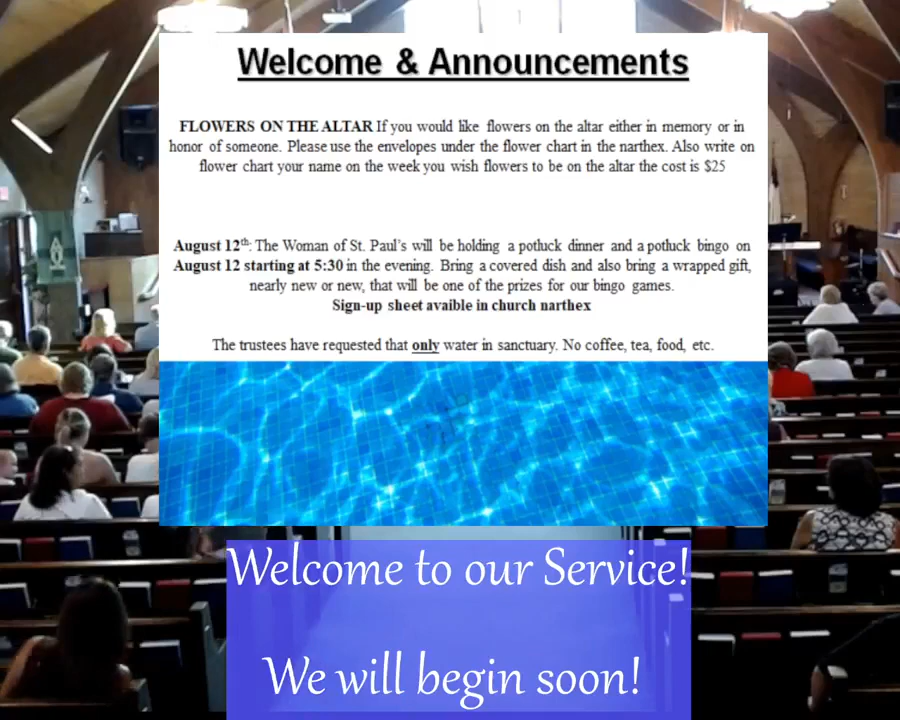 Welcome & Announcements
FLOWERS ON THE ALTAR If you would like flowers on the altar either in memory or in
honor of someone. Please use the envelopes under the flower chart in the narthex. Also write on
flower chart your name on the week you wish flowers to be on the altar the cost is $25
August 12th: The Woman of St. Paul's will be holding a potluck dinner and a potluck bingo on
August 12 starting at 5:30 in the evening. Bring a covered dish and also bring a wrapped gift,
nearly new or new, that will be one of the prizes for our bingo games.
Sign-up sheet avaible in church narthex
The trustees have requested that only water in sanctuary. No coffee, tea, food, etc.
Welcome to our Service!
We will begin soon!